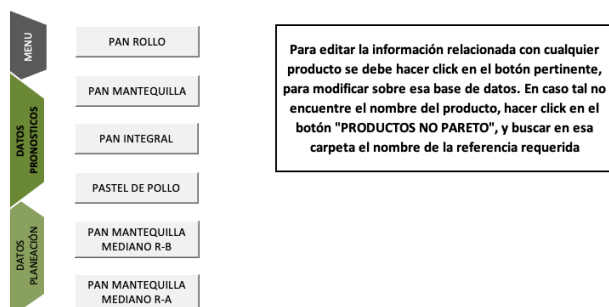 MENU
DATOS
PRONOSTICOS
DATOS
PLANEACIÓN
PAN ROLLO
PAN MANTEQUILLA
PAN INTEGRAL
PASTEL DE POLLO
PAN MANTEQUILLA
MEDIANO R-B
PAN MANTEQUILLA
MEDIANO R-A
Para editar la información relacionada con cualquier
producto se debe hacer click en el botón pertinente,
para modificar sobre esa base de datos. En caso tal no
encuentre el nombre del producto, hacer click en el
botón "PRODUCTOS NO PARETO", y buscar en esa
carpeta el nombre de la referencia requerida